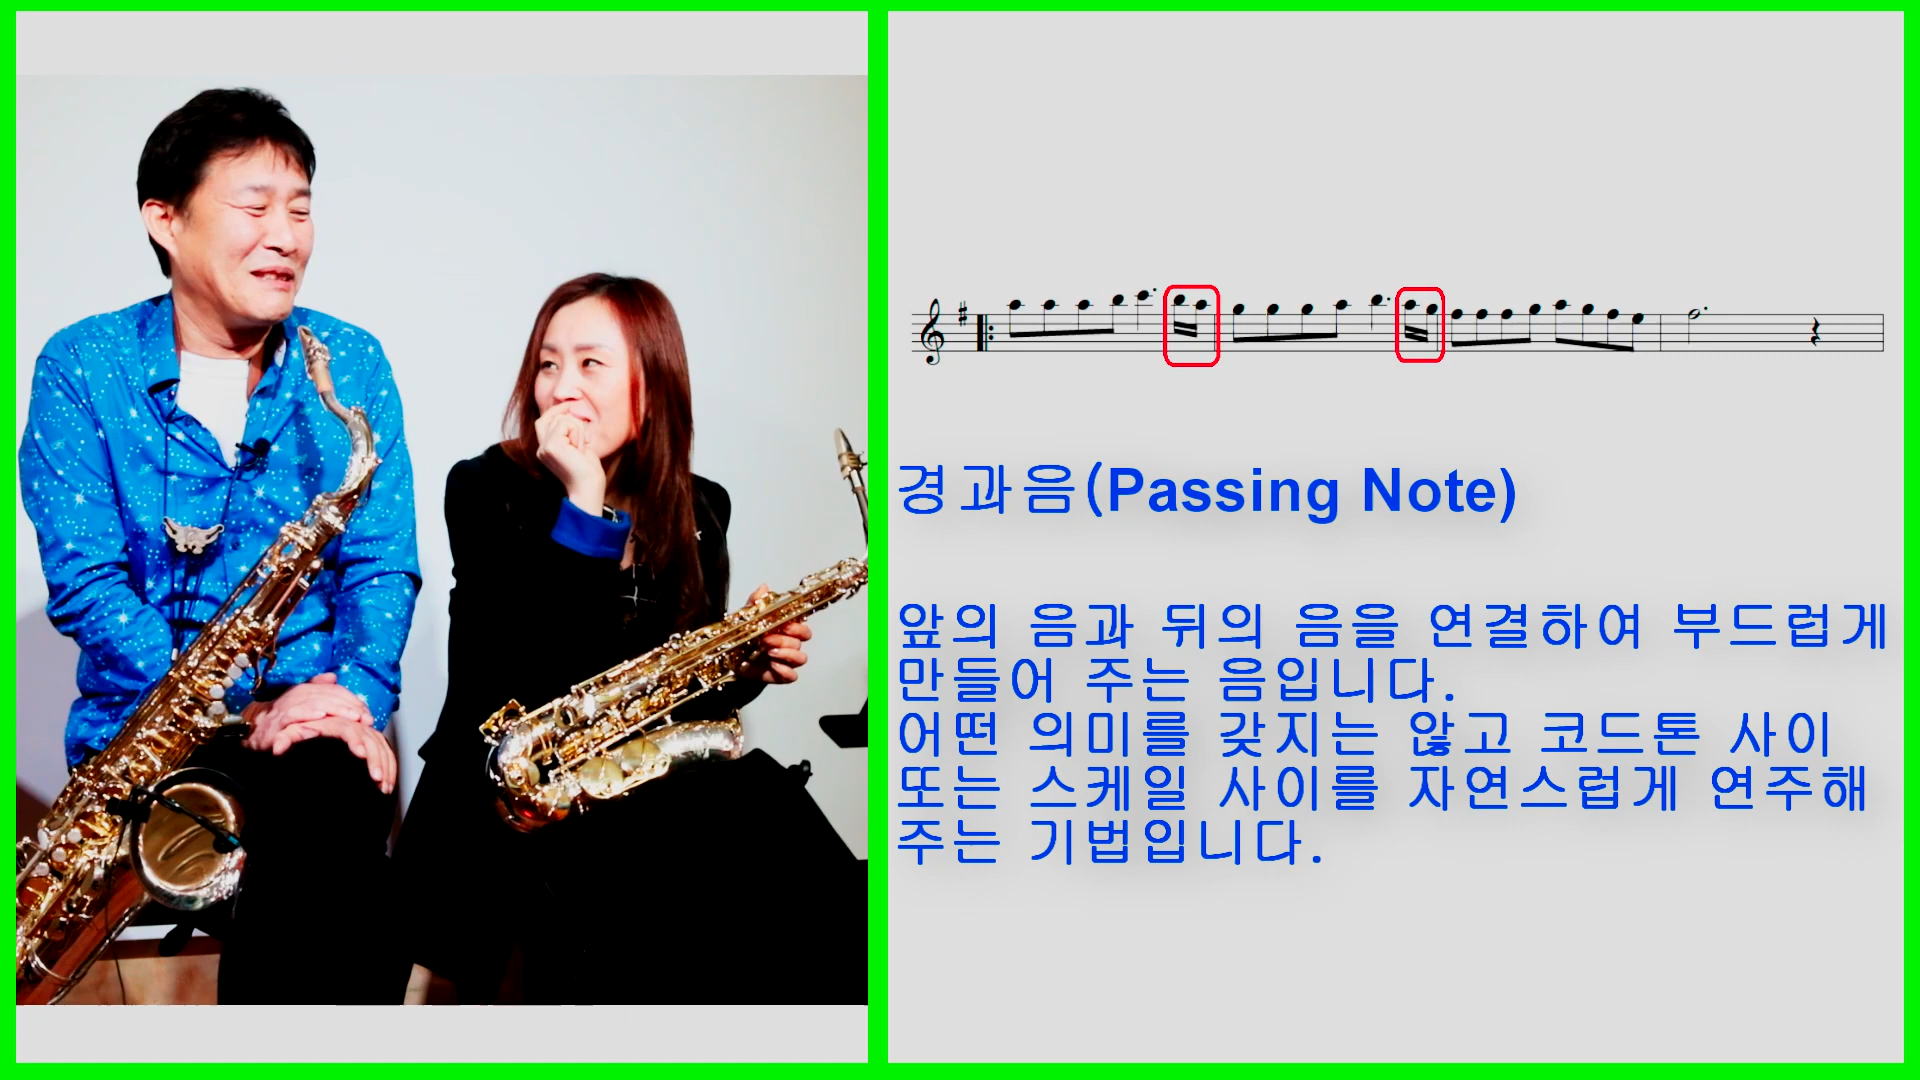 경과음(Passing Note)
앞의 음과 뒤의 음을 연결하여 부드럽게
만들어 주는 음입니다.
어떤 의미를 갖지는 않고 코드톤 사이
또는 스케일 사이를 자연스럽게 연주해
주는 기법입니다.